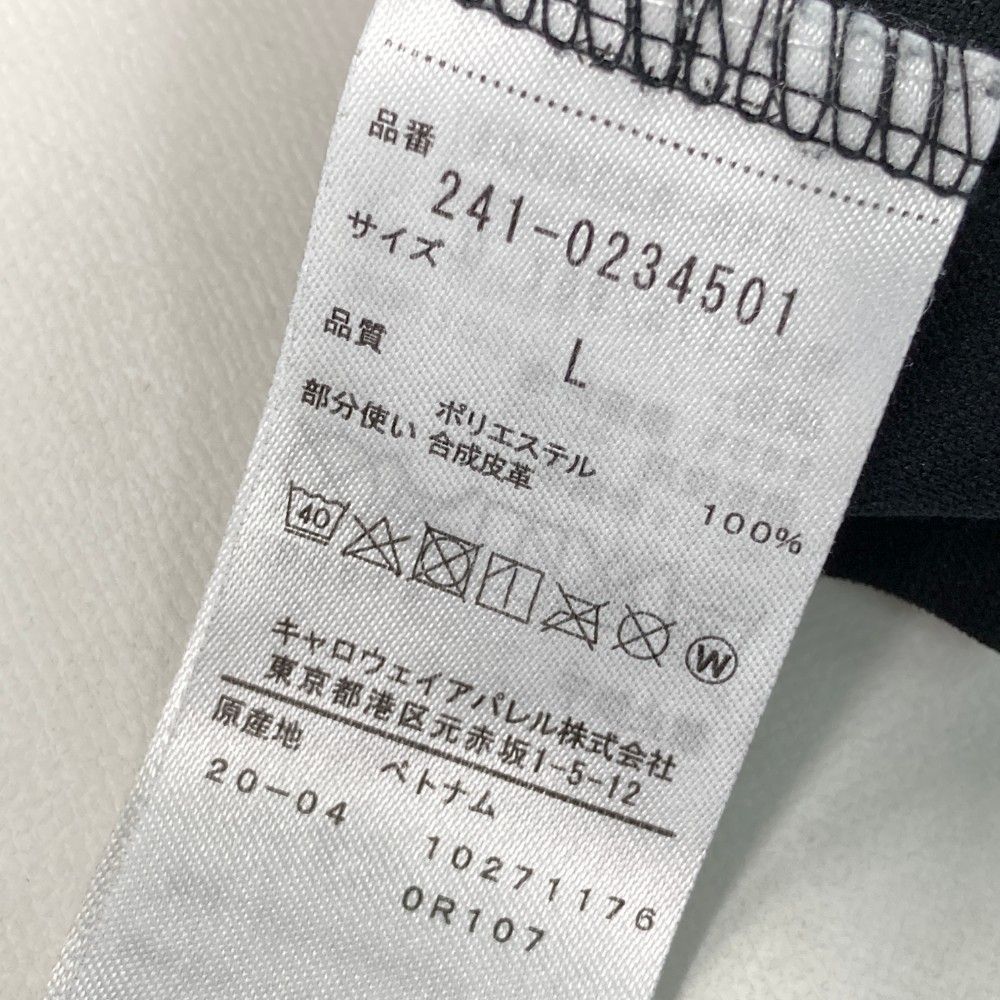 品番
241-0234501
サイズ
L
品質
ポリエステル 100%
部分使い 合成皮革
40
W
キャロウェイアパレル株式会社
東京都港区元赤坂1-5-12
原産地 ベトナム
20-04 10271176
0R107